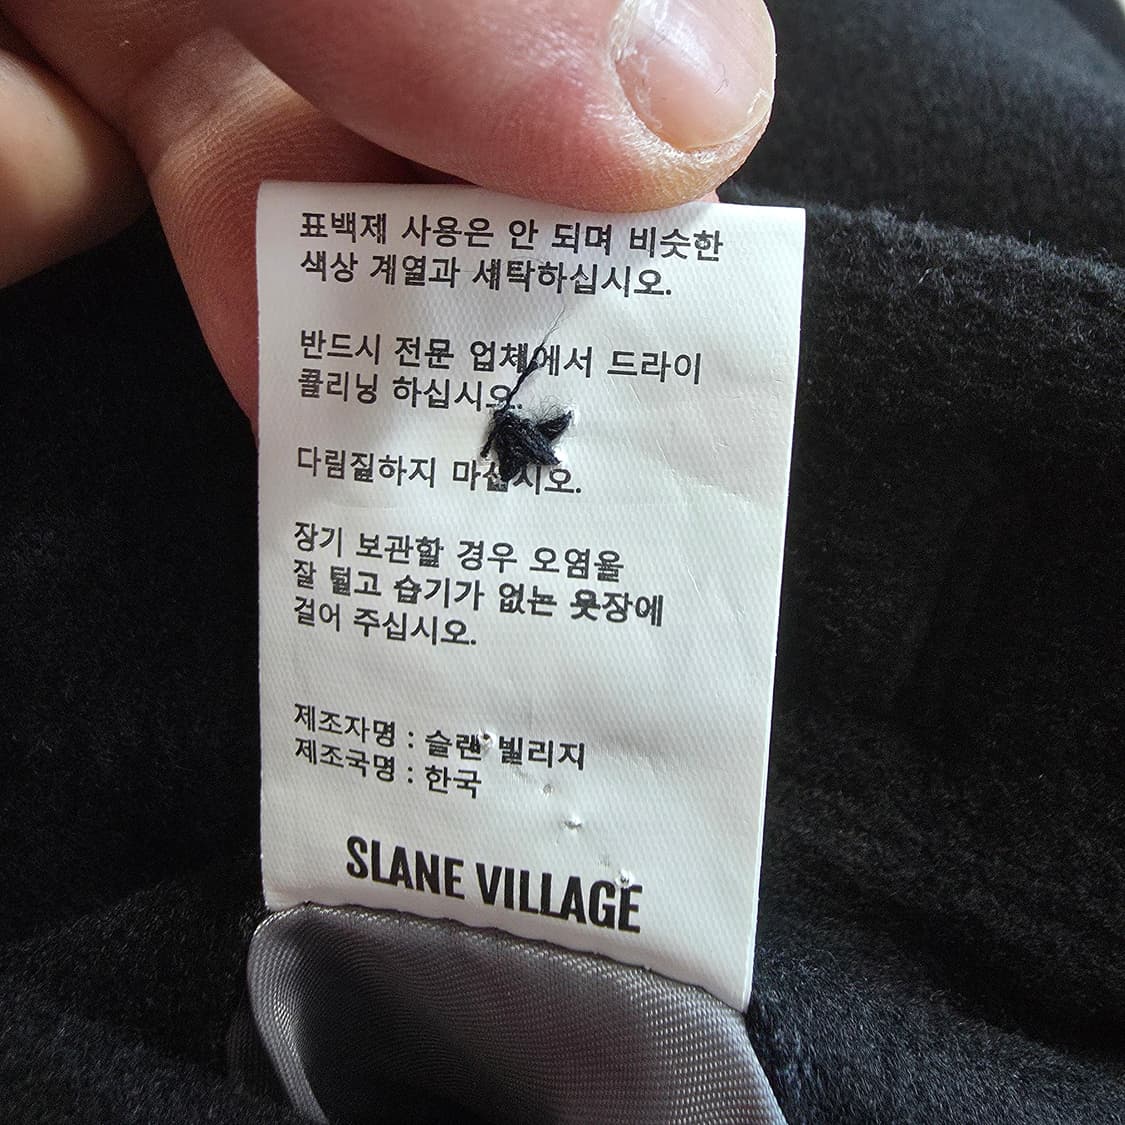 표백제 사용은 안 되며 비슷한
색상 계열과 세탁하십시오.
반드시 전문 업체에서 드라이
클리닝 하십시오.
다림질하지 마십시오.
장기 보관할 경우 오염을
잘 털고 습기가 없는 옷장에
걸어 주십시오.
제조자명 : 슬랜 빌리지
제조국명 : 한국
SLANE VILLAGE